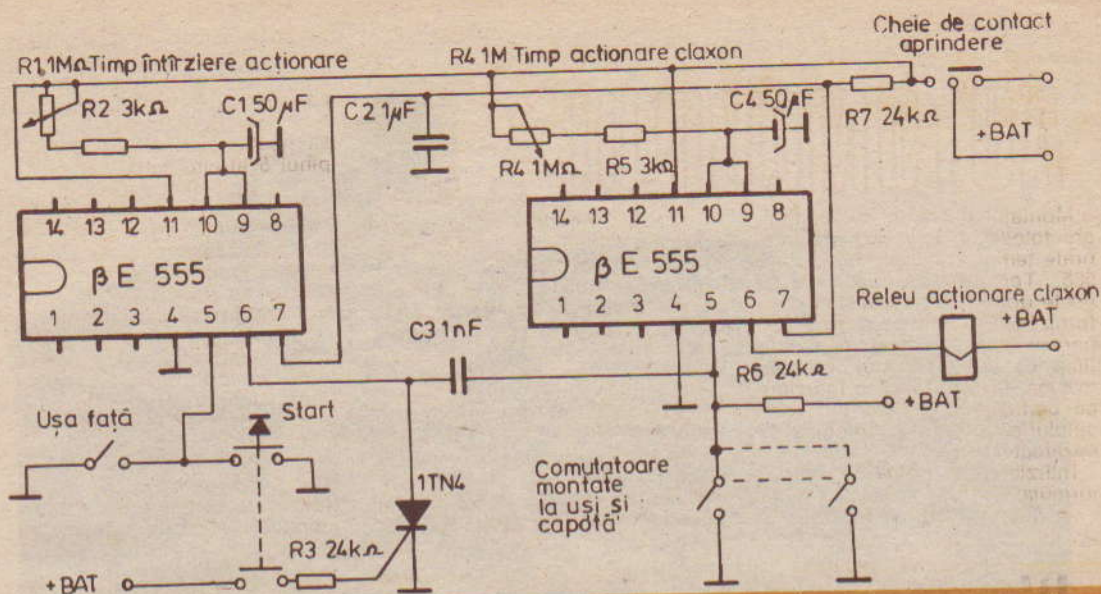 Cheie de contact
aprindere
R1,1MΩ Timp întîrziere acționare
R4 1M Timp actionare claxon
R2 3kΩ
C1 50µF
C2 1µF
C4 50µF
R7 24kΩ
+BAT
R4 1MΩ
R5 3kΩ
14 13 12 11 10 9 8
βE 555
1 2 3 4 5 6 7
14 13 12 11 10 9 8
βE 555
1 2 3 4 5 6 7
Releu acționare claxon
+BAT
C3 1nF
R6 24kΩ
+BAT
Ușa față
Start
1TN4
Comutatoare
montate
la uși și
capotă
R3 24kΩ
+BAT